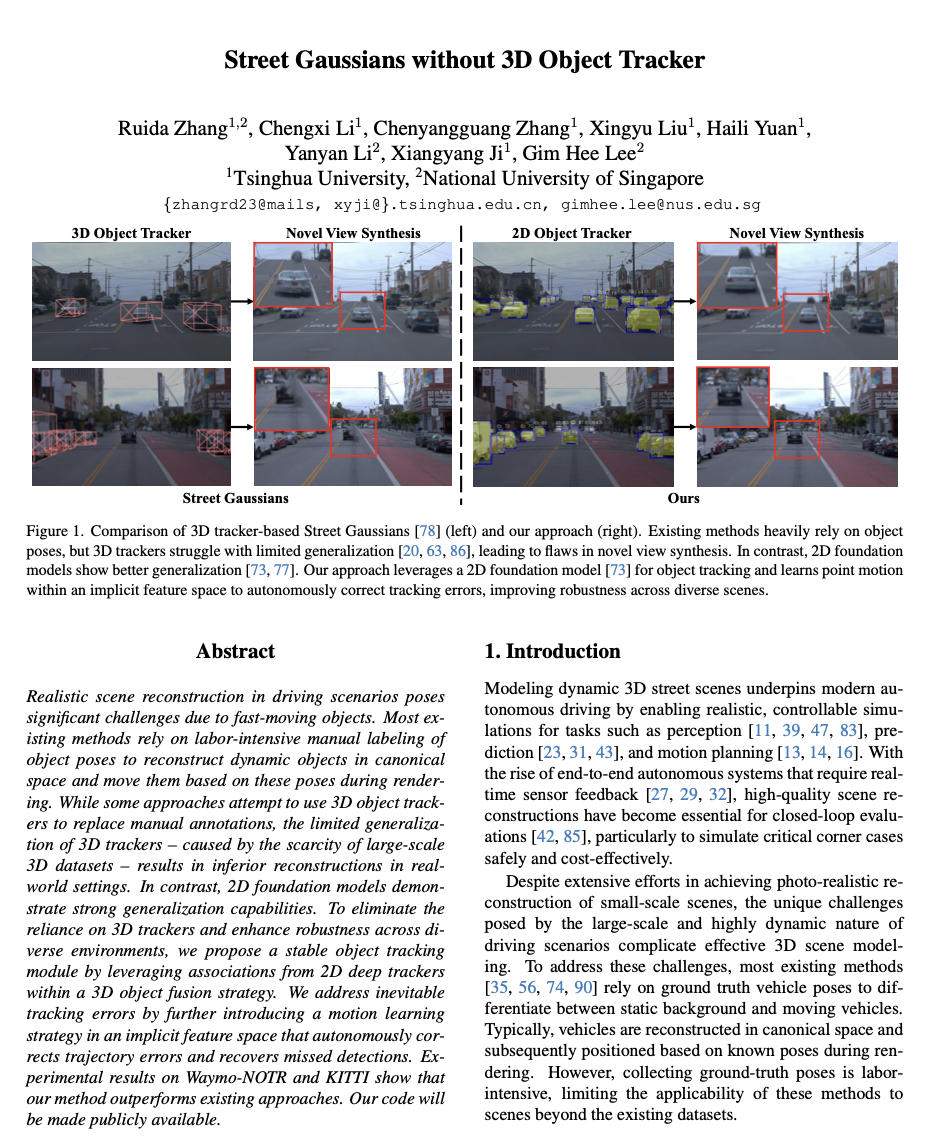 Street Gaussians without 3D Object Tracker
Ruida Zhang1,2, Chengxi Li1, Chenyangguang Zhang1, Xingyu Liu1, Haili Yuan1,
Yanyan Li2, Xiangyang Ji1, Gim Hee Lee2
1Tsinghua University, 2National University of Singapore
{zhangrd23@mails, xyji@}.tsinghua.edu.cn, gimhee.lee@nus.edu.sg
3D Object Tracker
Novel View Synthesis
2D Object Tracker
Novel View Synthesis
Street Gaussians
Ours
Figure 1. Comparison of 3D tracker-based Street Gaussians [78] (left) and our approach (right). Existing methods heavily rely on object
poses, but 3D trackers struggle with limited generalization [20, 63, 86], leading to flaws in novel view synthesis. In contrast, 2D foundation
models show better generalization [73, 77]. Our approach leverages a 2D foundation model [73] for object tracking and learns point motion
within an implicit feature space to autonomously correct tracking errors, improving robustness across diverse scenes.
Abstract
Realistic scene reconstruction in driving scenarios poses
significant challenges due to fast-moving objects. Most ex-
isting methods rely on labor-intensive manual labeling of
object poses to reconstruct dynamic objects in canonical
space and move them based on these poses during render-
ing. While some approaches attempt to use 3D object track-
ers to replace manual annotations, the limited generaliza-
tion of 3D trackers – caused by the scarcity of large-scale
3D datasets – results in inferior reconstructions in real-
world settings. In contrast, 2D foundation models demon-
strate strong generalization capabilities. To eliminate the
reliance on 3D trackers and enhance robustness across di-
verse environments, we propose a stable object tracking
module by leveraging associations from 2D deep trackers
within a 3D object fusion strategy. We address inevitable
tracking errors by further introducing a motion learning
strategy in an implicit feature space that autonomously cor-
rects trajectory errors and recovers missed detections. Ex-
perimental results on Waymo-NOTR and KITTI show that
our method outperforms existing approaches. Our code will
be made publicly available.
1. Introduction
Modeling dynamic 3D street scenes underpins modern au-
tonomous driving by enabling realistic, controllable simu-
lations for tasks such as perception [11, 39, 47, 83], pre-
diction [23, 31, 43], and motion planning [13, 14, 16]. With
the rise of end-to-end autonomous systems that require real-
time sensor feedback [27, 29, 32], high-quality scene re-
constructions have become essential for closed-loop evalu-
ations [42, 85], particularly to simulate critical corner cases
safely and cost-effectively.
Despite extensive efforts in achieving photo-realistic re-
construction of small-scale scenes, the unique challenges
posed by the large-scale and highly dynamic nature of
driving scenarios complicate effective 3D scene model-
ing. To address these challenges, most existing methods
[35, 56, 74, 90] rely on ground truth vehicle poses to dif-
ferentiate between static background and moving vehicles.
Typically, vehicles are reconstructed in canonical space and
subsequently positioned based on known poses during ren-
dering. However, collecting ground-truth poses is labor-
intensive, limiting the applicability of these methods to
scenes beyond the existing datasets.